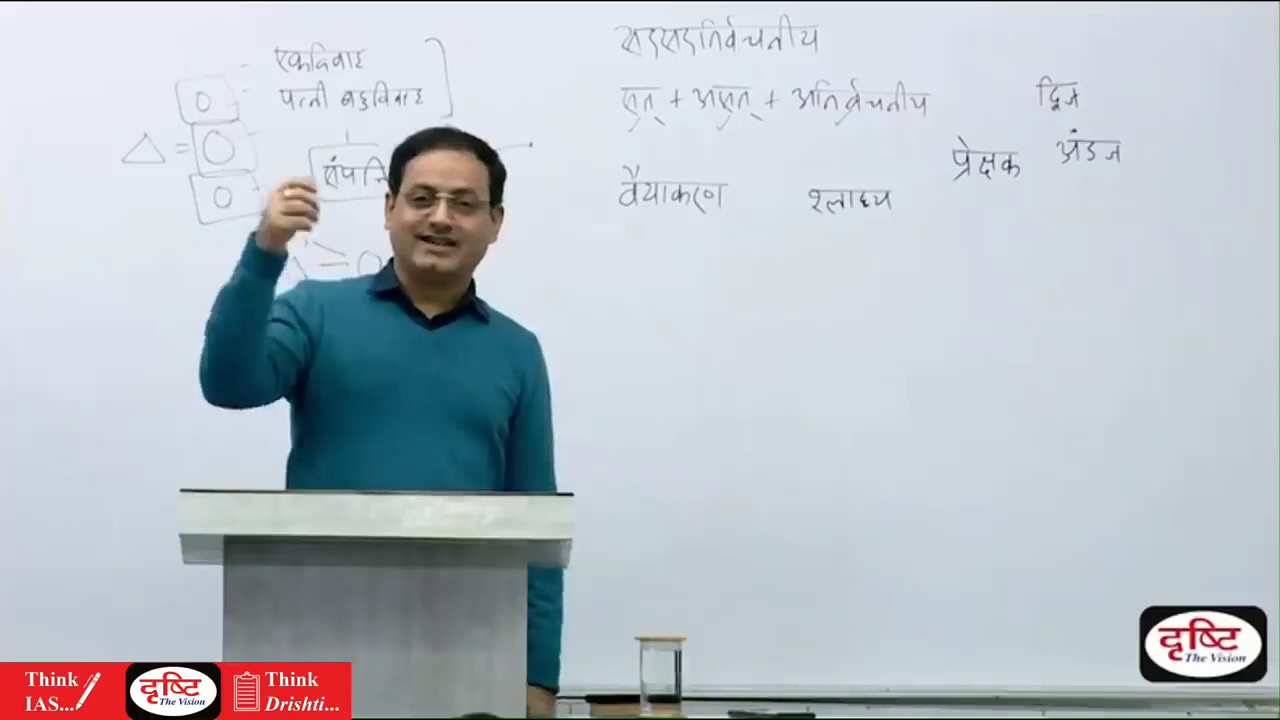 एकविवाह
पत्नी बहुविवाह
संपत्ति
सदसदनिर्वचनीय
सत् + असत् + अनिर्वचनीय
वैयाकरण
श्लाघ्य
प्रेक्षक
द्विज
अंडज
दृष्टि
The Vision
Think
IAS...
दृष्टि
The Vision
Think
Drishti...